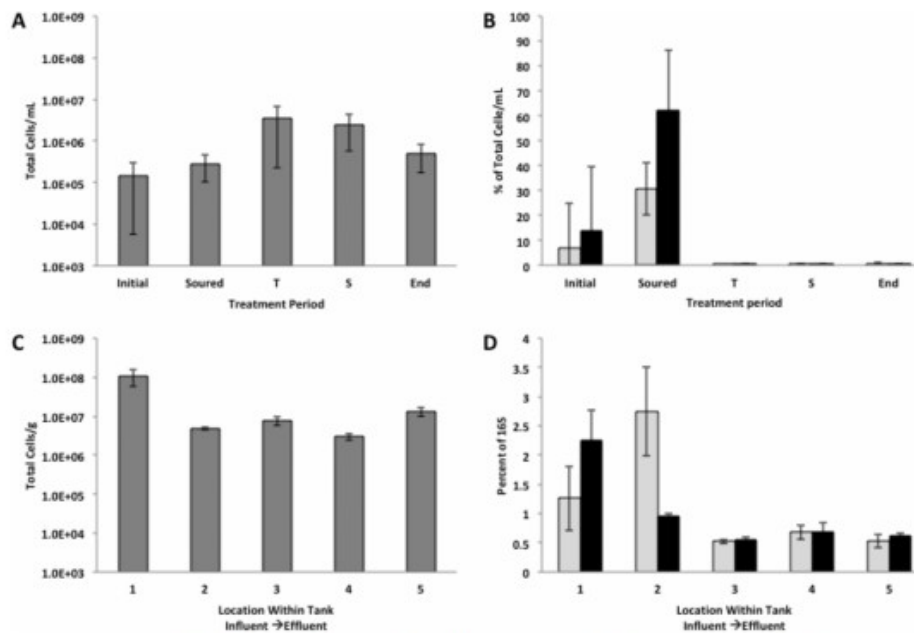 A
1.0E+09
1.0E+08
1.0E+07
1.0E+06
1.0E+05
1.0E+04
1.0E+03
Total Cells/mL
Initial Soured T S End
Treatment Period
B
100
90
80
70
60
50
40
30
20
10
% of Total Celle/mL
Initial Soured T S End
Treatment period
C
1.0E+09
1.0E+08
1.0E+07
1.0E+06
1.0E+05
1.0E+04
1.0E+03
Total Cells/g
1 2 3 4 5
Location Within Tank
Influent →Effluent
D
4
3.5
3
2.5
2
1.5
1
0.5
0
Percent of 16S
1 2 3 4 5
Location Within Tank
Influent →Effluent